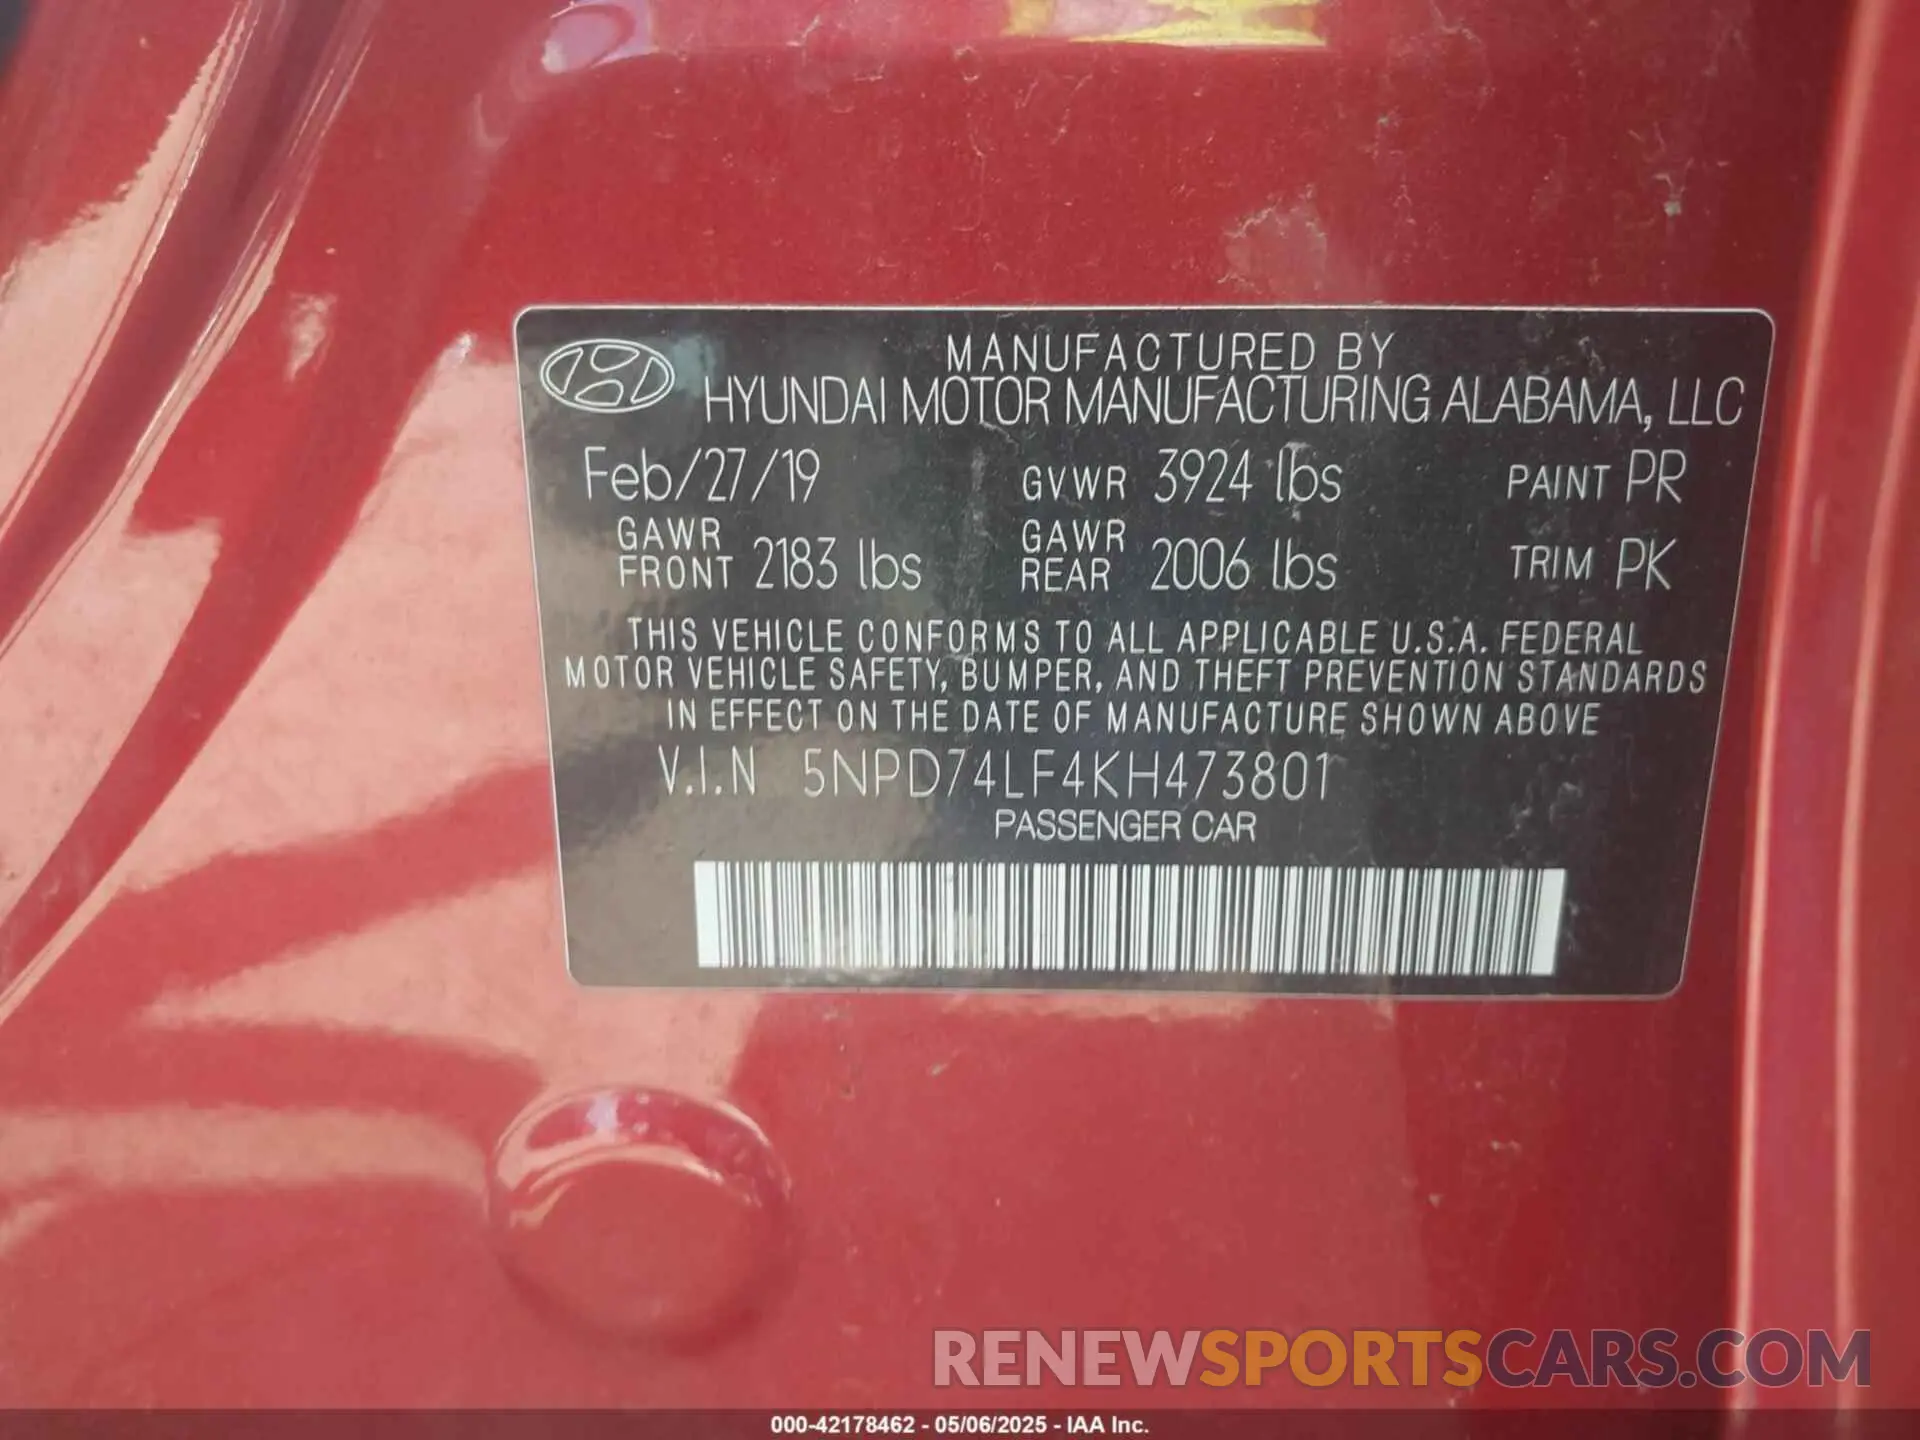 MANUFACTURED BY
HYUNDAI MOTOR MANUFACTURING ALABAMA, LLC
Feb/27/19 GVWR 3924 lbs PAINT PR
GAWR FRONT 2183 lbs GAWR REAR 2006 lbs TRIM PK
THIS VEHICLE CONFORMS TO ALL APPLICABLE U.S.A. FEDERAL
MOTOR VEHICLE SAFETY, BUMPER, AND THEFT PREVENTION STANDARDS
IN EFFECT ON THE DATE OF MANUFACTURE SHOWN ABOVE
V.I.N 5NPD74LF4KH473801
PASSENGER CAR
RENEWSPORTSCARS.COM
000-42178462 - 05/06/2025 - IAA Inc.